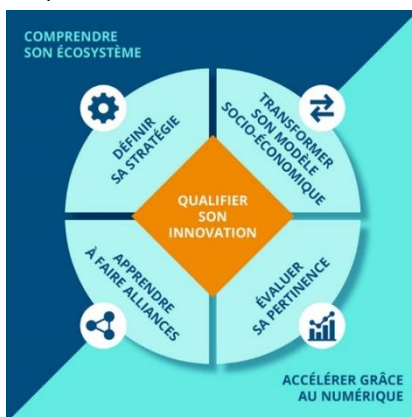 COMPRENDRE
SON ÉCOSYSTÈME
DÉFINIR
SA STRATÉGIE
TRANSFORMER
SON MODÈLE
SOCIO-ÉCONOMIQUE
QUALIFIER
SON
INNOVATION
APPRENDRE
À FAIRE ALLIANCES
ÉVALUER
SA PERTINENCE
ACCÉLÉRER GRÂCE
AU NUMÉRIQUE